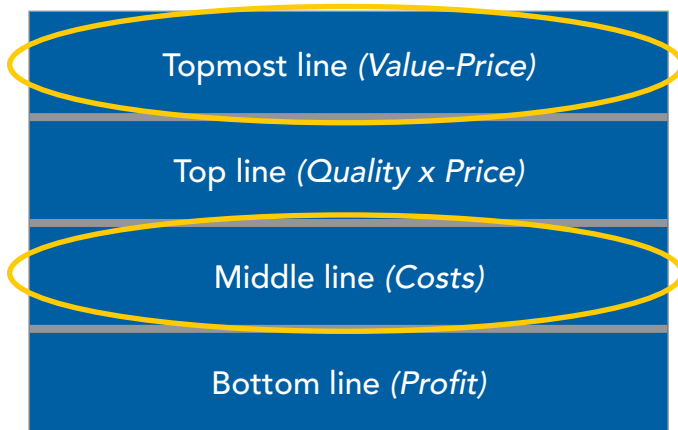 Topmost line (Value-Price)
Top line (Quality x Price)
Middle line (Costs)
Bottom line (Profit)